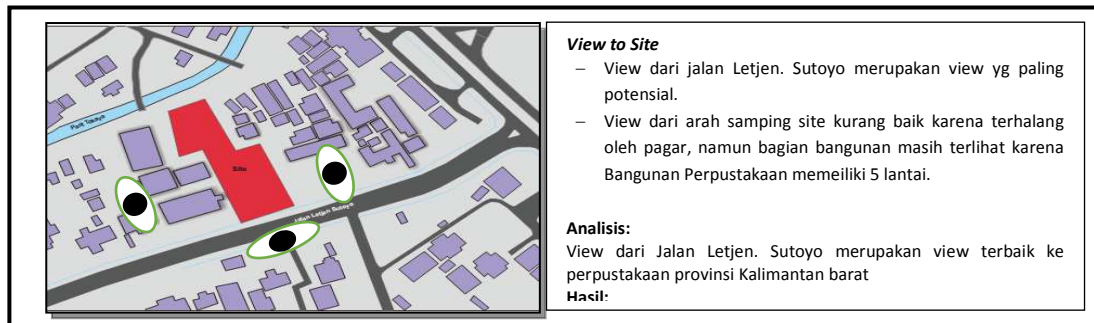 Parit Tokaya
Site
Jalan Letjen Sutoyo
View to Site
– View dari jalan Letjen. Sutoyo merupakan view yg paling
potensial.
– View dari arah samping site kurang baik karena terhalang
oleh pagar, namun bagian bangunan masih terlihat karena
Bangunan Perpustakaan memeiliki 5 lantai.
Analisis:
View dari Jalan Letjen. Sutoyo merupakan view terbaik ke
perpustakaan provinsi Kalimantan barat
Hasil: